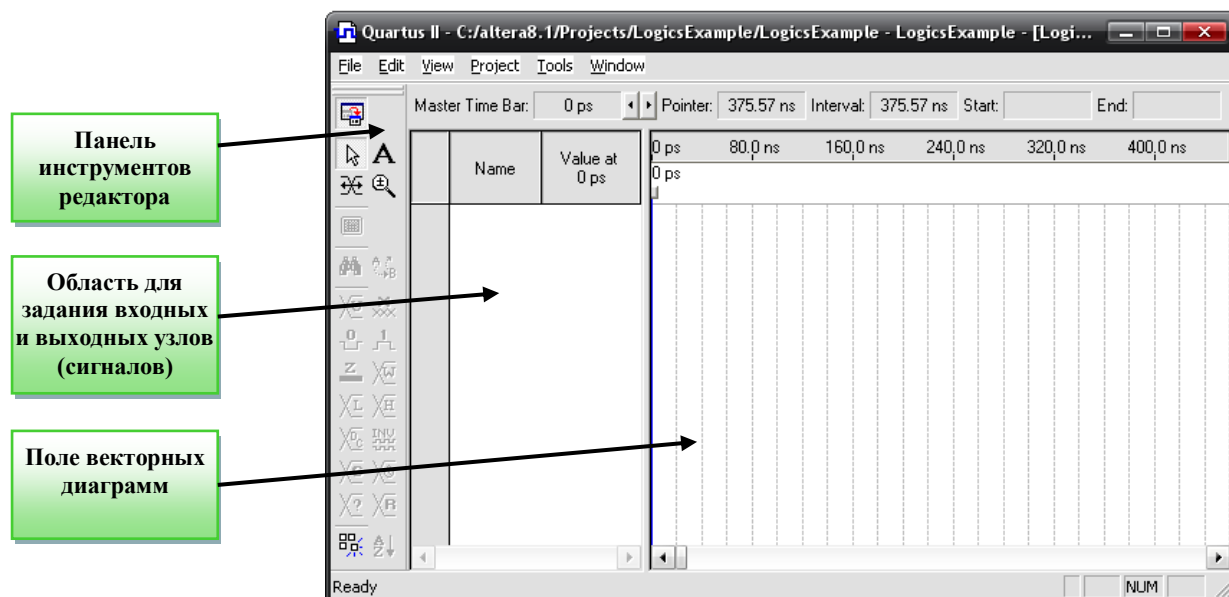 Quartus II - C:/altera8.1/Projects/LogicsExample/LogicsExample - LogicsExample - [Logi...
File Edit View Project Tools Window
Master Time Bar: 0 ps Pointer: 375.57 ns Interval: 375.57 ns Start: End:
Панель
инструментов
редактора
Name
Value at
0 ps
0 ps 80.0 ns 160.0 ns 240.0 ns 320.0 ns 400.0 ns
0 ps
Область для
задания входных
и выходных узлов
(сигналов)
Поле векторных
диаграмм
Ready NUM